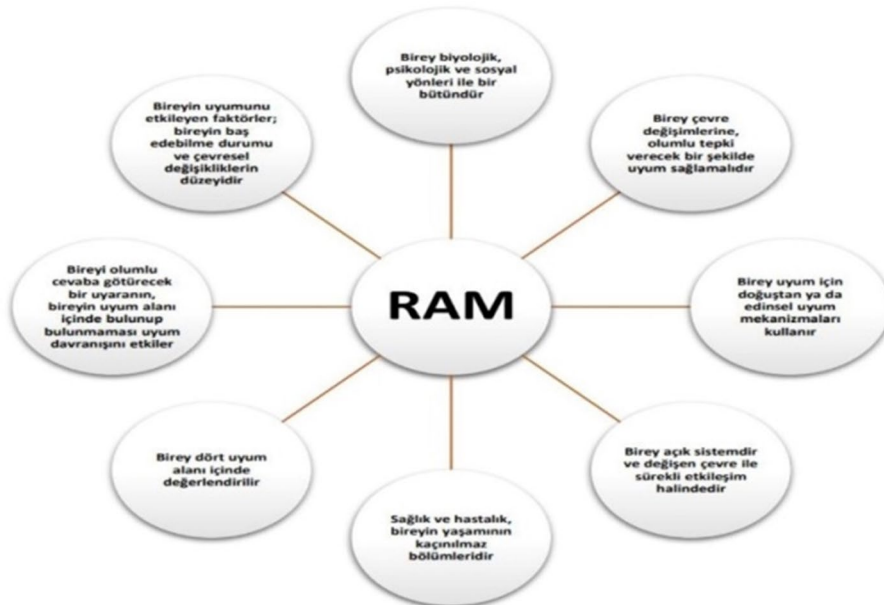 Birey biyolojik,
psikolojik ve sosyal
yönleri ile bir
bütündür
Birey çevre
değişimlerine,
olumlu tepki
verecek bir şekilde
uyum sağlamalıdır
Birey uyum için
doğuştan ya da
edinsel uyum
mekanizmaları
kullanır
Birey açık sistemdir
ve değişen çevre ile
sürekli etkileşim
halindedir
Sağlık ve hastalık,
bireyin yaşamının
kaçınılmaz
bölümleridir
Birey dört uyum
alanı içinde
değerlendirilir
Bireyi olumlu
cevaba götürecek
bir uyaranın,
bireyin uyum alanı
içinde bulunup
bulunmaması uyum
davranışını etkiler
Bireyin uyumunu
etkileyen faktörler;
bireyin baş
edebilme durumu
ve çevresel
değişikliklerin
düzeyidir
RAM